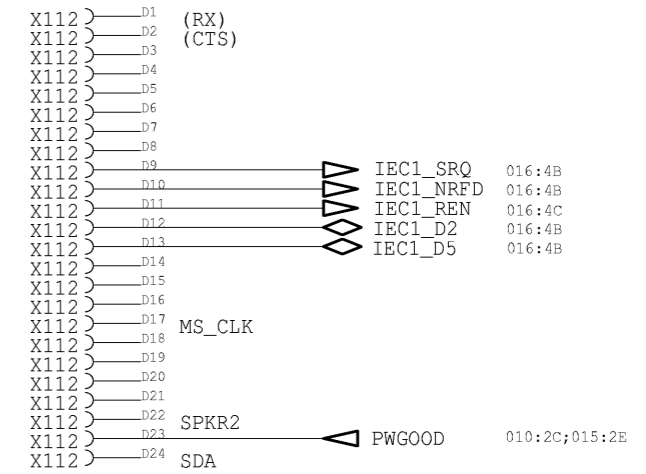 X112 D1 (RX)
X112 D2 (CTS)
X112 D3
X112 D4
X112 D5
X112 D6
X112 D7
X112 D8
X112 D9 IEC1_SRQ 016:4B
X112 D10 IEC1_NRFD 016:4B
X112 D11 IEC1_REN 016:4C
X112 D12 IEC1_D2 016:4B
X112 D13 IEC1_D5 016:4B
X112 D14
X112 D15
X112 D16
X112 D17 MS_CLK
X112 D18
X112 D19
X112 D20
X112 D21
X112 D22 SPKR2
X112 D23 PWGOOD 010:2C;015:2E
X112 D24 SDA